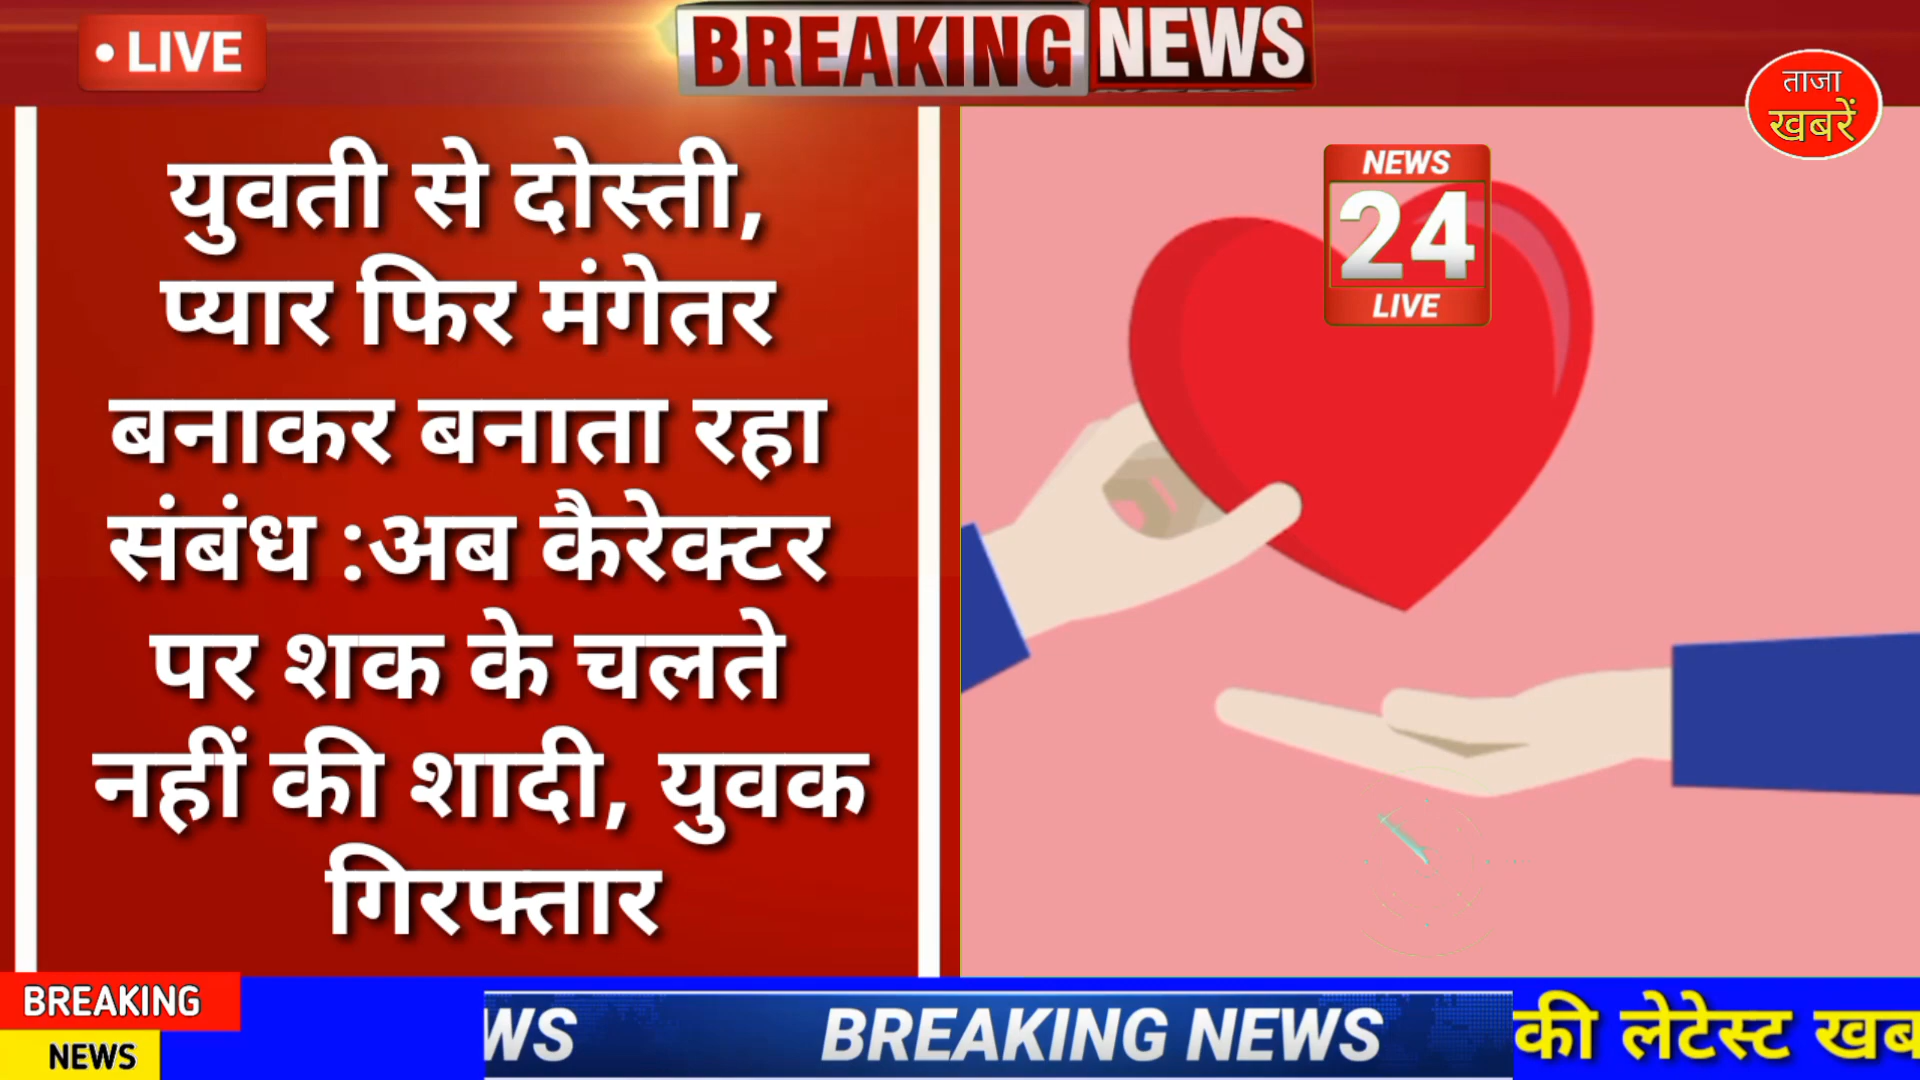 • LIVE
BREAKING NEWS
ताजा
खबरें
युवती से दोस्ती,
प्यार फिर मंगेतर
बनाकर बनाता रहा
संबंध :अब कैरेक्टर
पर शक के चलते
नहीं की शादी, युवक
गिरफ्तार
NEWS
24
LIVE
BREAKING
NEWS
WS BREAKING NEWS
की लेटेस्ट खब